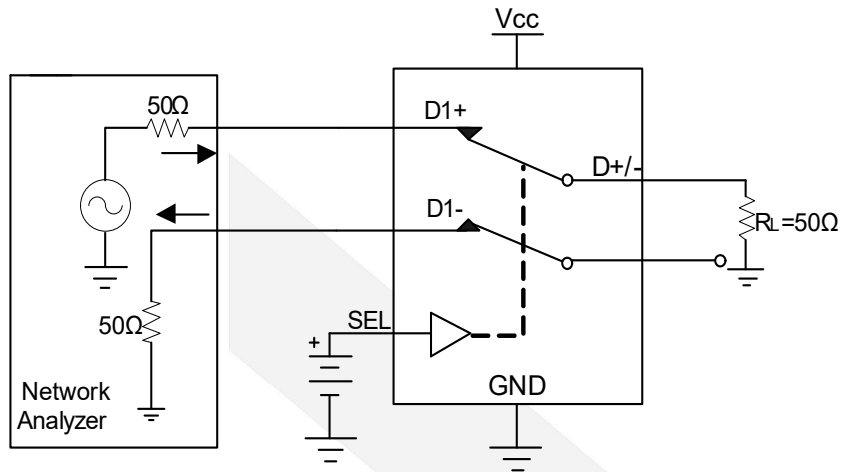 Vcc
50Ω
D1+
D+/-
D1-
RL=50Ω
50Ω
SEL
+
GND
Network
Analyzer